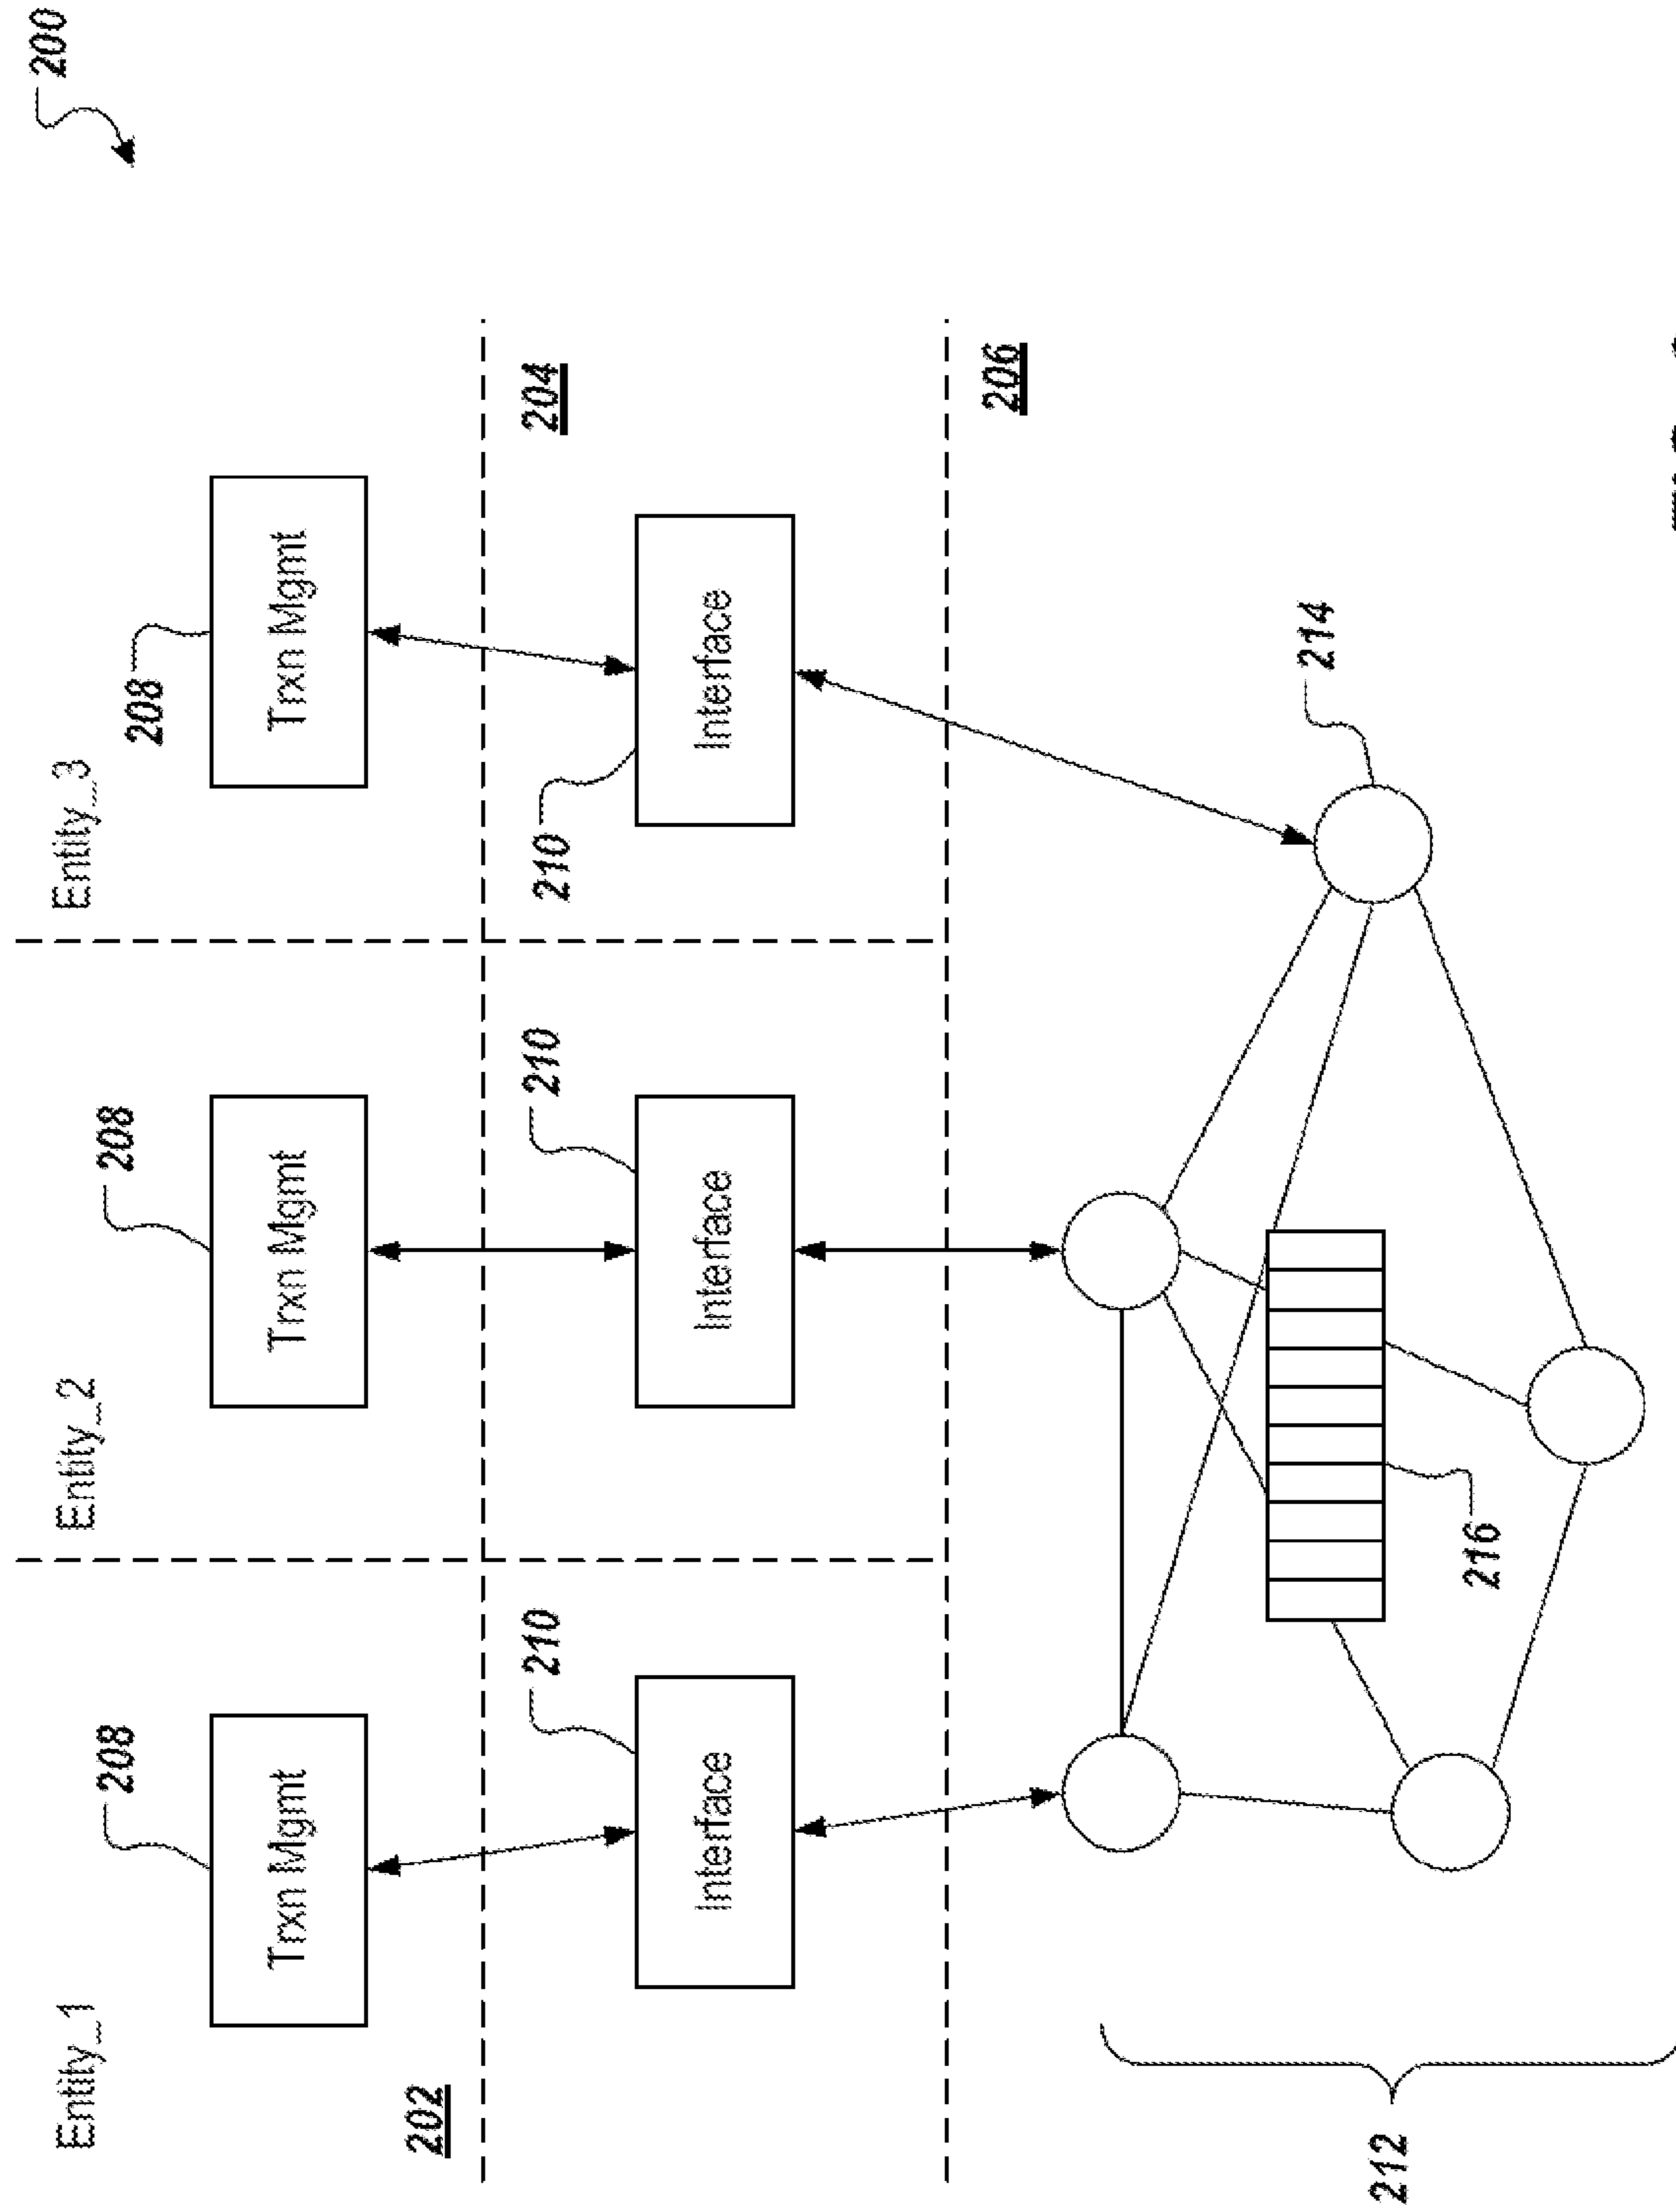 200
Entity_1
Entity_2
Entity_3
208
208
208
Trxn Mgmt
Trxn Mgmt
Trxn Mgmt
202
204
210
210
210
Interface
Interface
Interface
206
214
212
216